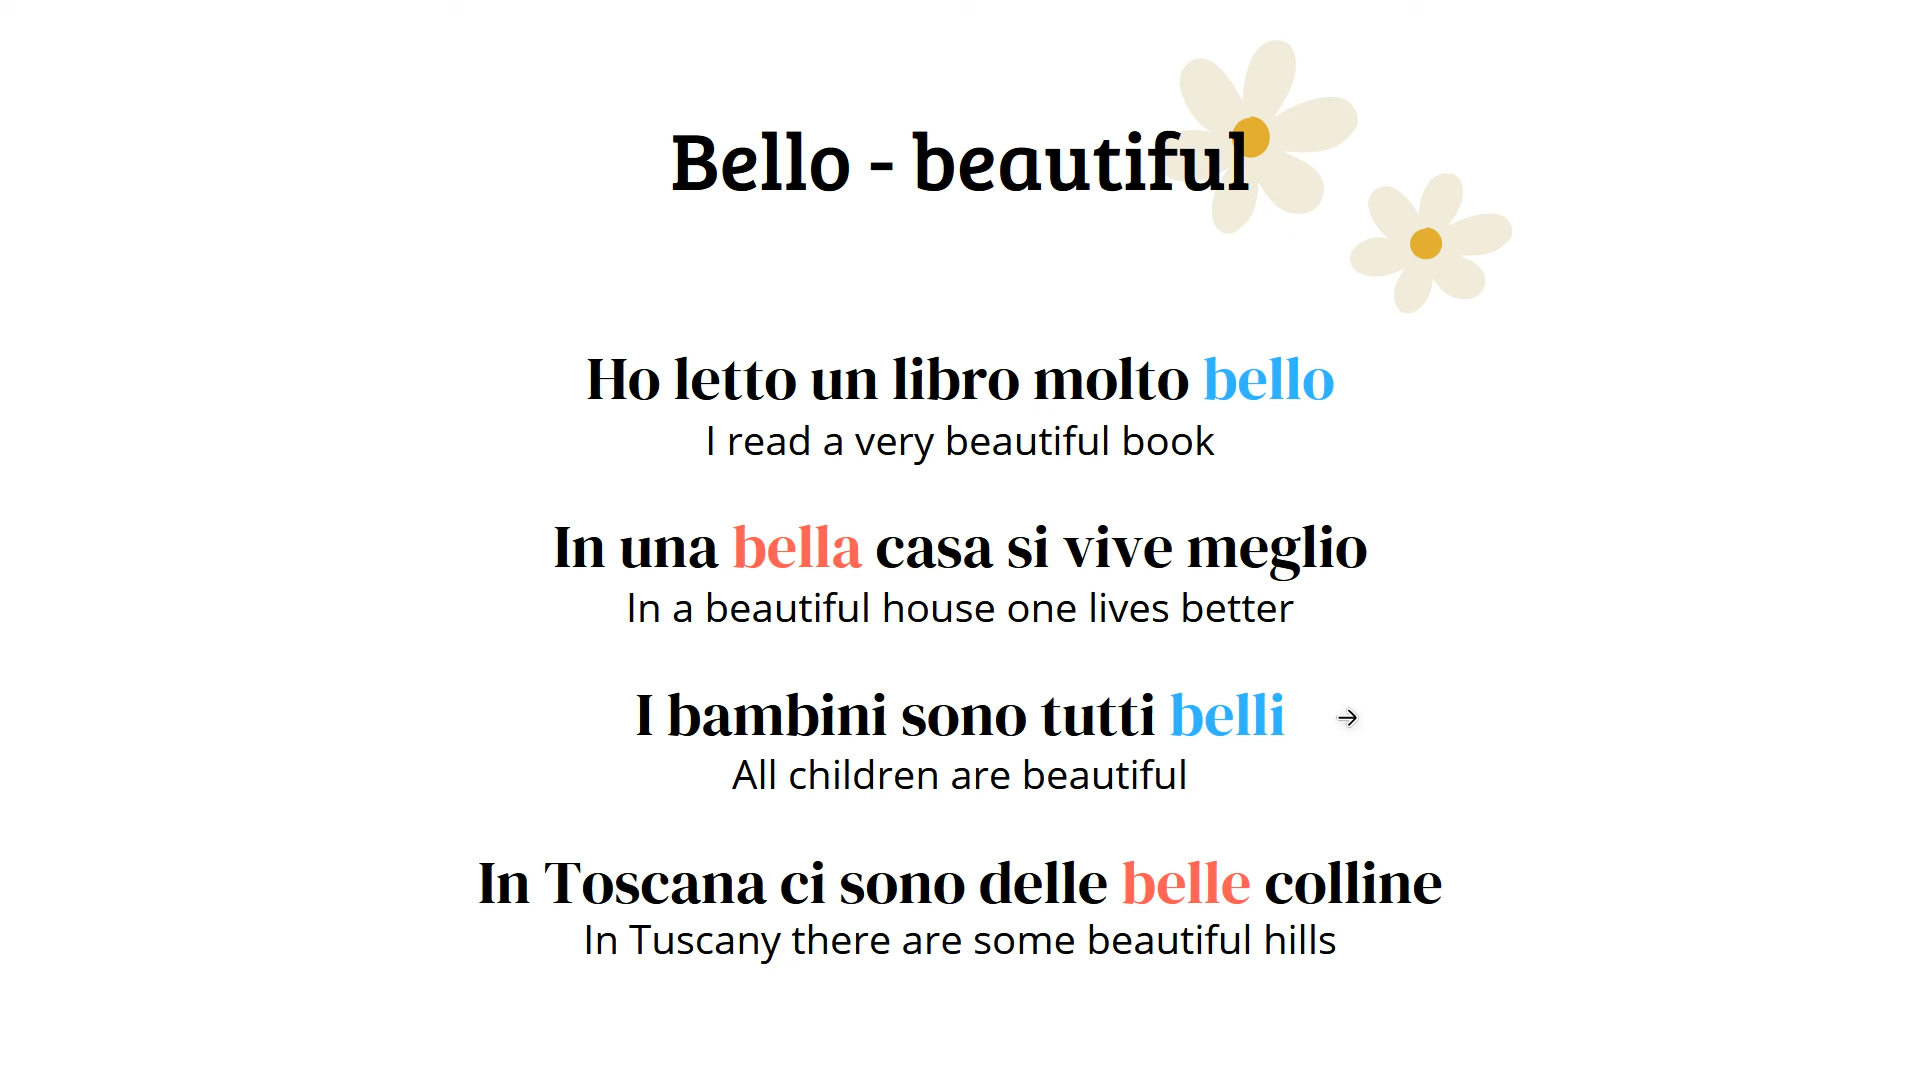 Bello - beautiful
Ho letto un libro molto bello
I read a very beautiful book
In una bella casa si vive meglio
In a beautiful house one lives better
I bambini sono tutti belli
All children are beautiful
In Toscana ci sono delle belle colline
In Tuscany there are some beautiful hills